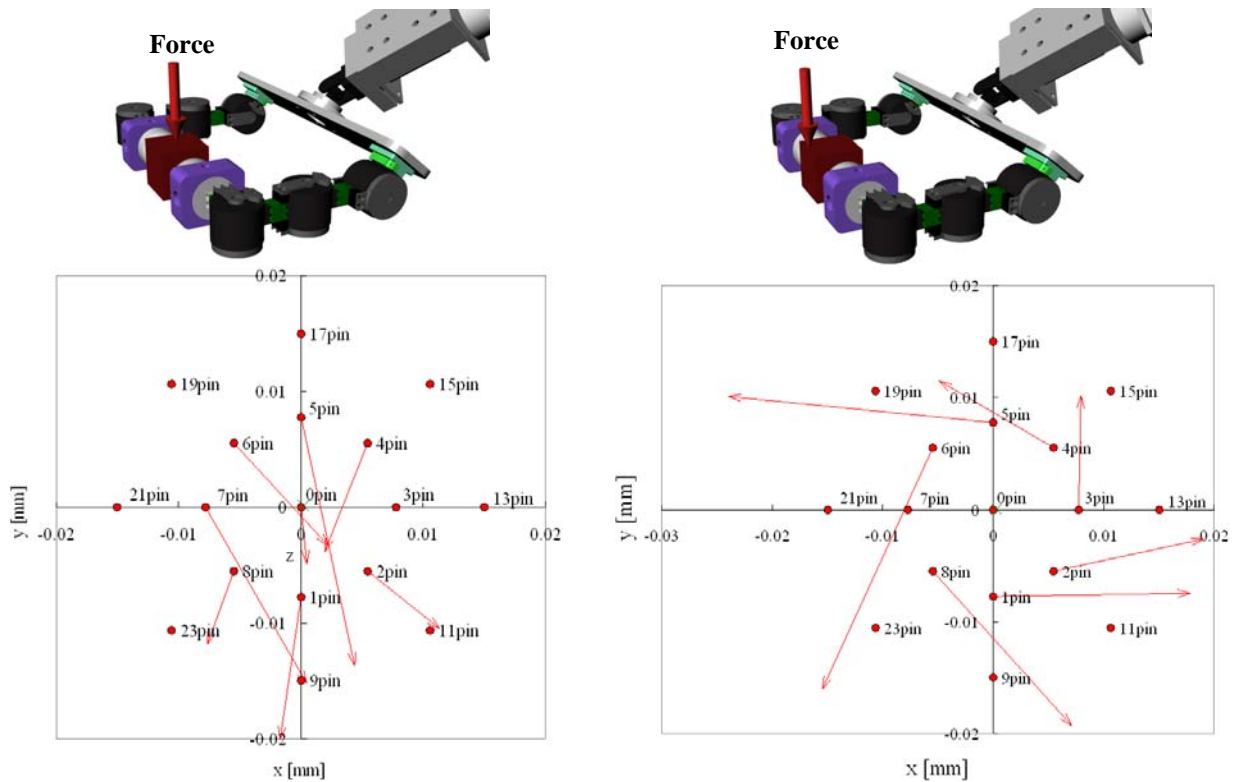 Force
0.02
17pin
19pin
15pin
0.01
5pin
6pin
4pin
21pin
7pin
0pin
3pin
13pin
y [mm]
-0.02
-0.01
0
0.01
0.02
z
8pin
2pin
1pin
-0.01
23pin
11pin
9pin
-0.02
x [mm]
Force
0.02
17pin
19pin
0.01
15pin
5pin
6pin
4pin
21pin
7pin
0pin
3pin
13pin
y [mm]
-0.03
-0.02
-0.01
0
0.01
0.02
8pin
2pin
1pin
-0.01
23pin
11pin
9pin
-0.02
x [mm]